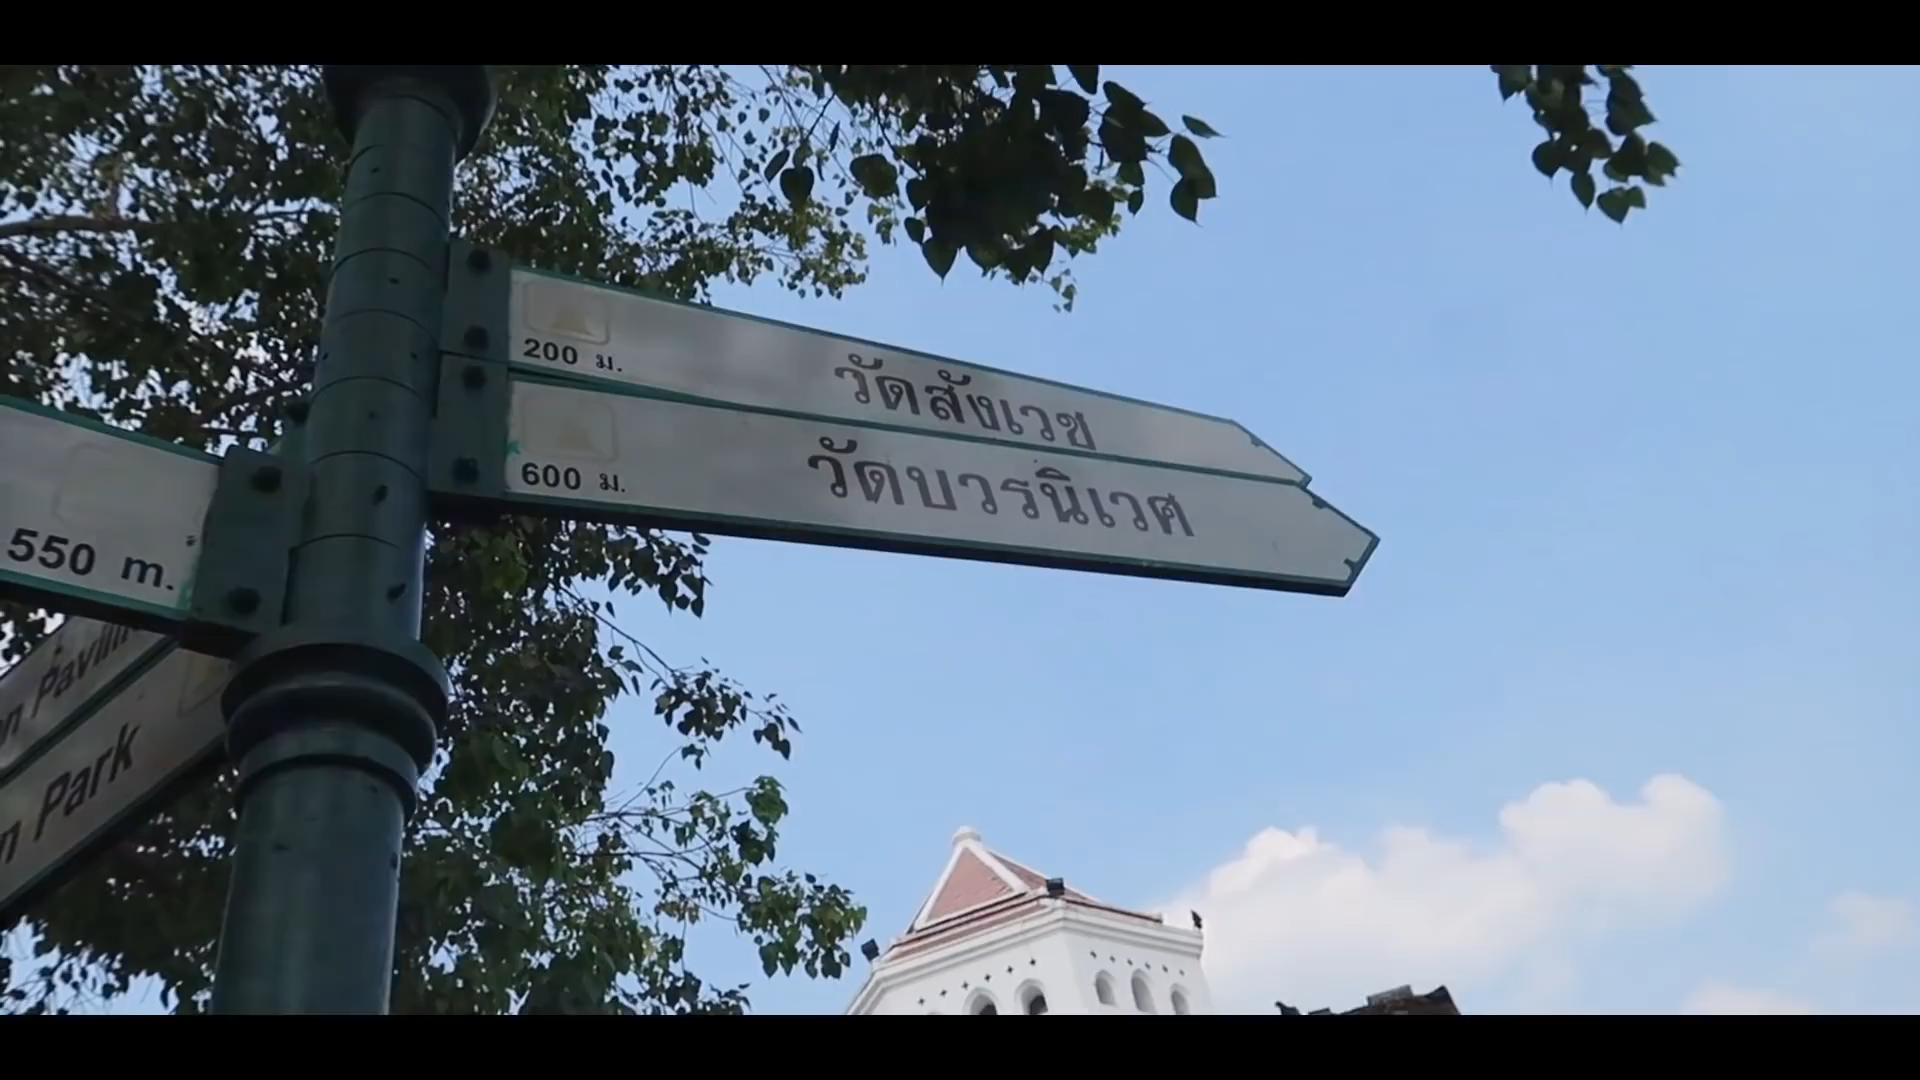 200 ม.
วัดสังเวช
600 ม.
วัดบวรนิเวศ
550 m.
Park